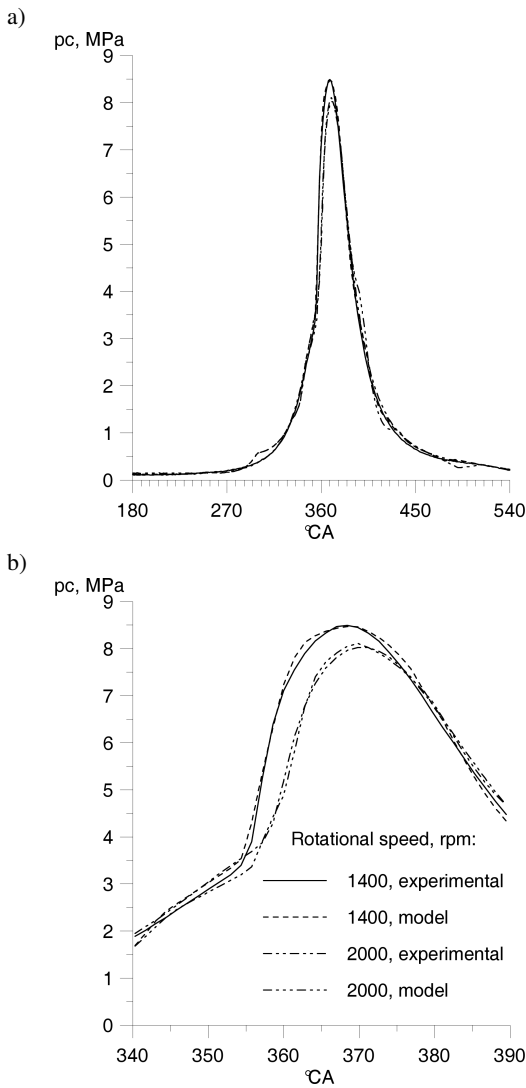 a)
pc, MPa
9
8
7
6
5
4
3
2
1
0
180 270 360 450 540
°CA
b)
pc, MPa
9
8
7
6
5
4
3
2
1
0
Rotational speed, rpm:
1400, experimental
1400, model
2000, experimental
2000, model
340 350 360 370 380 390
°CA